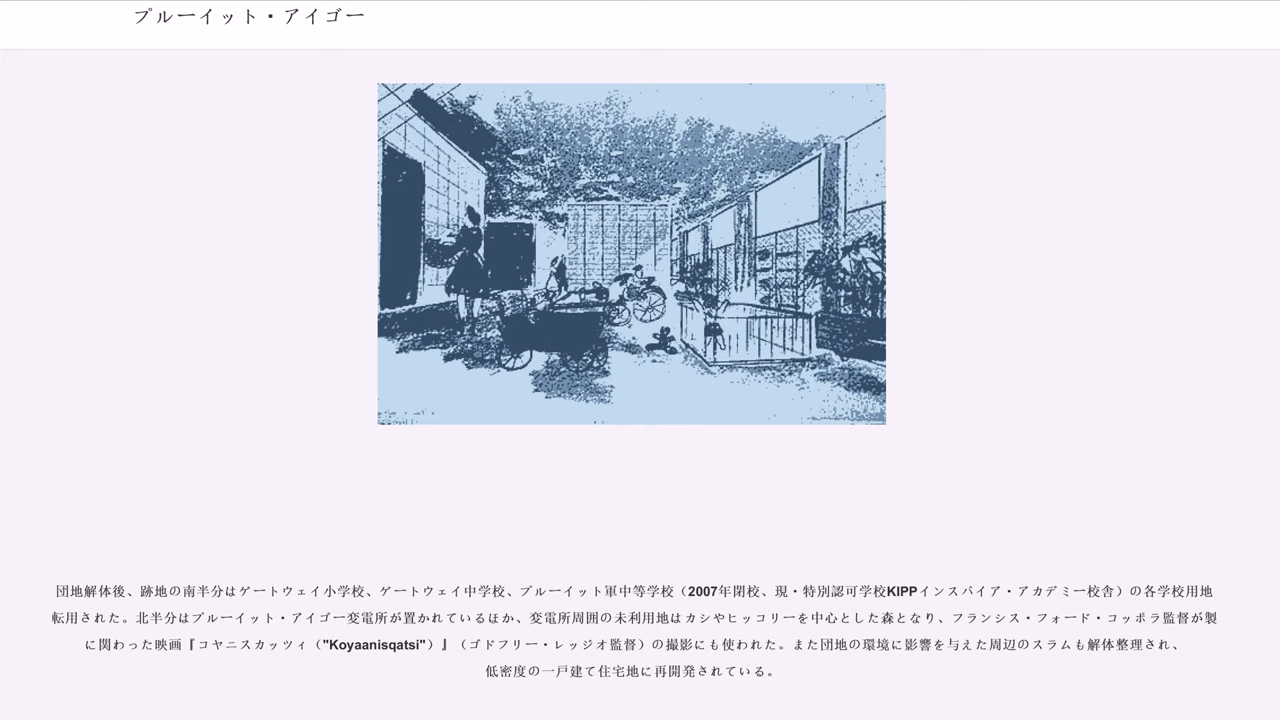 プルーイット・アイゴー
団地解体後、跡地の南半分はゲートウェイ小学校、ゲートウェイ中学校、プルーイット軍中等学校（2007年閉校、現・特別認可学校KIPPインスパイア・アカデミー校舎）の各学校用地
転用された。北半分はプルーイット・アイゴー変電所が置かれているほか、変電所周囲の未利用地はカシやヒッコリーを中心とした森となり、フランシス・フォード・コッポラ監督が製
に関わった映画『コヤニスカッツィ（"Koyaanisqatsi"）』（ゴドフリー・レッジオ監督）の撮影にも使われた。また団地の環境に影響を与えた周辺のスラムも解体整理され、
低密度の一戸建て住宅地に再開発されている。